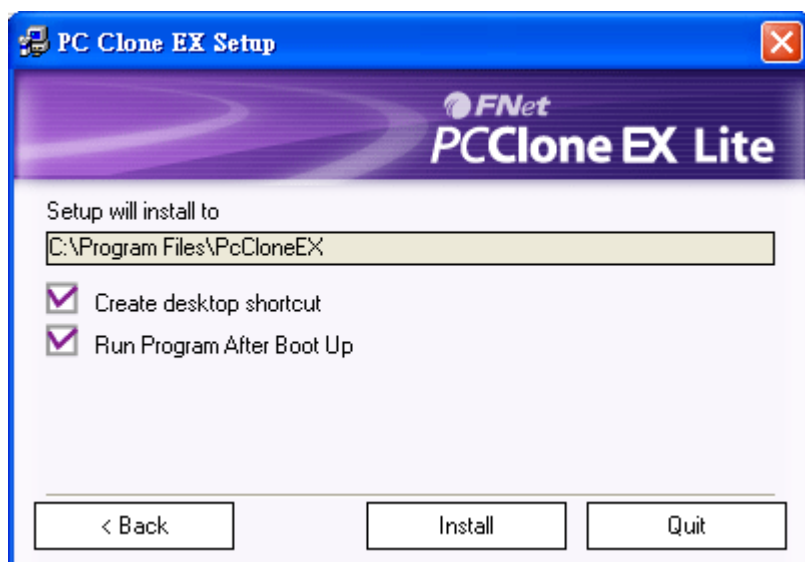 PC Clone EX Setup
FNet
PCClone EX Lite
Setup will install to
C:\Program Files\PcCloneEX
Create desktop shortcut
Run Program After Boot Up
< Back
Install
Quit